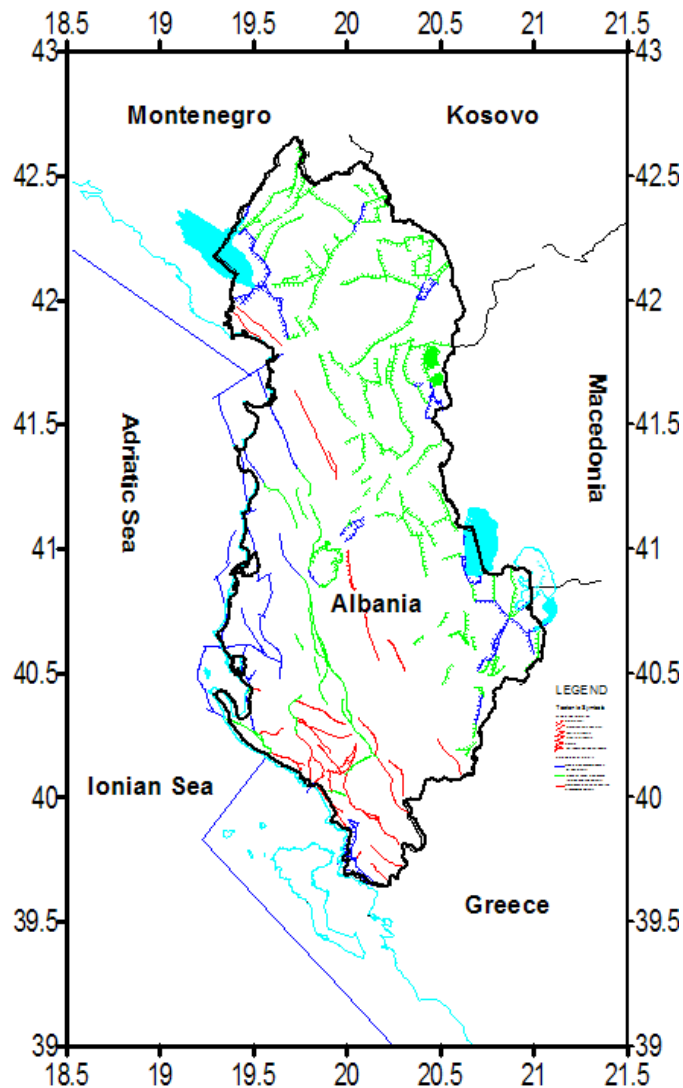 18.5 19 19.5 20 20.5 21 21.5
43 43
Montenegro Kosovo
42.5 42.5
42 42
41.5 41.5
Adriatic Sea
Macedonia
41 41
Albania
40.5 40.5
LEGEND
Ionian Sea
40 40
39.5 39.5
Greece
39 39
18.5 19 19.5 20 20.5 21 21.5